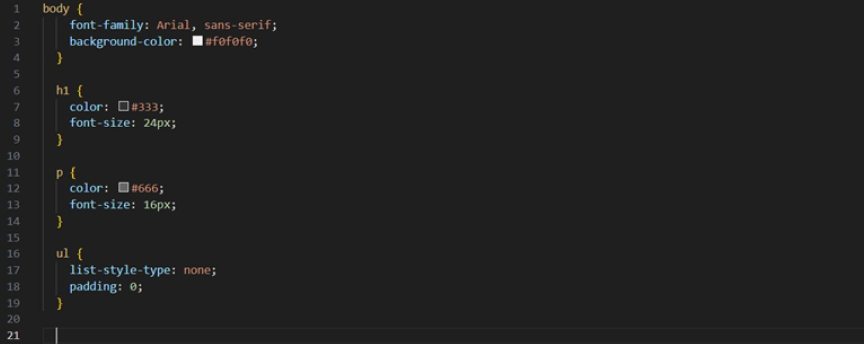 1 body {
2 font-family: Arial, sans-serif;
3 background-color: #f0f0f0;
4 }
5
6 h1 {
7 color: #333;
8 font-size: 24px;
9 }
10
11 p {
12 color: #666;
13 font-size: 16px;
14 }
15
16 ul {
17 list-style-type: none;
18 padding: 0;
19 }
20
21